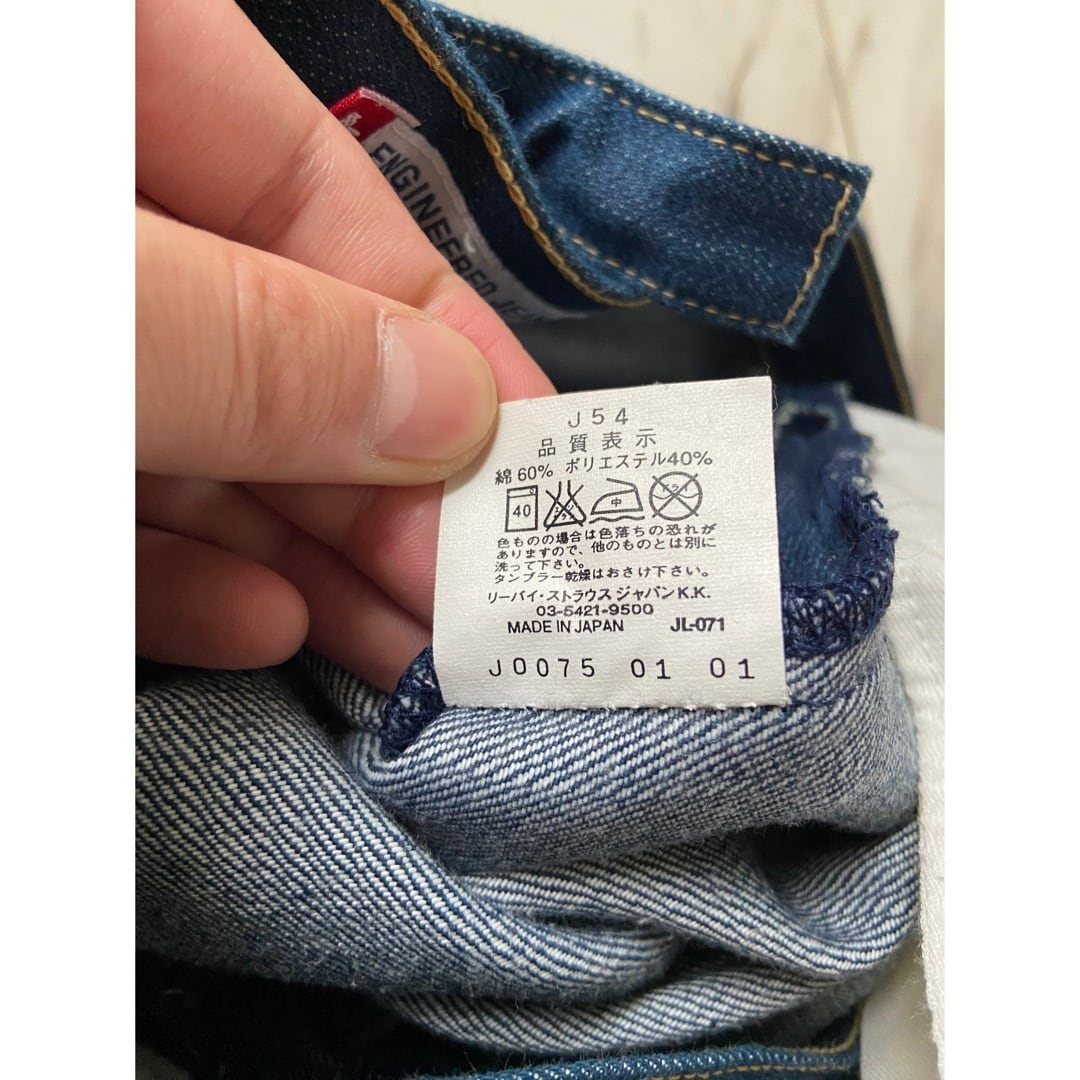 ENGINEERED JEAN
J54
品質表示
綿60% ポリエステル40%
40 中
色ものの場合は色落ちの恐れが
ありますので、他のものとは別に
洗って下さい。
タンブラー乾燥はおさけ下さい。
リーバイ・ストラウス ジャパンK.K.
03-5421-9500
MADE IN JAPAN JL-071
J0075 01 01